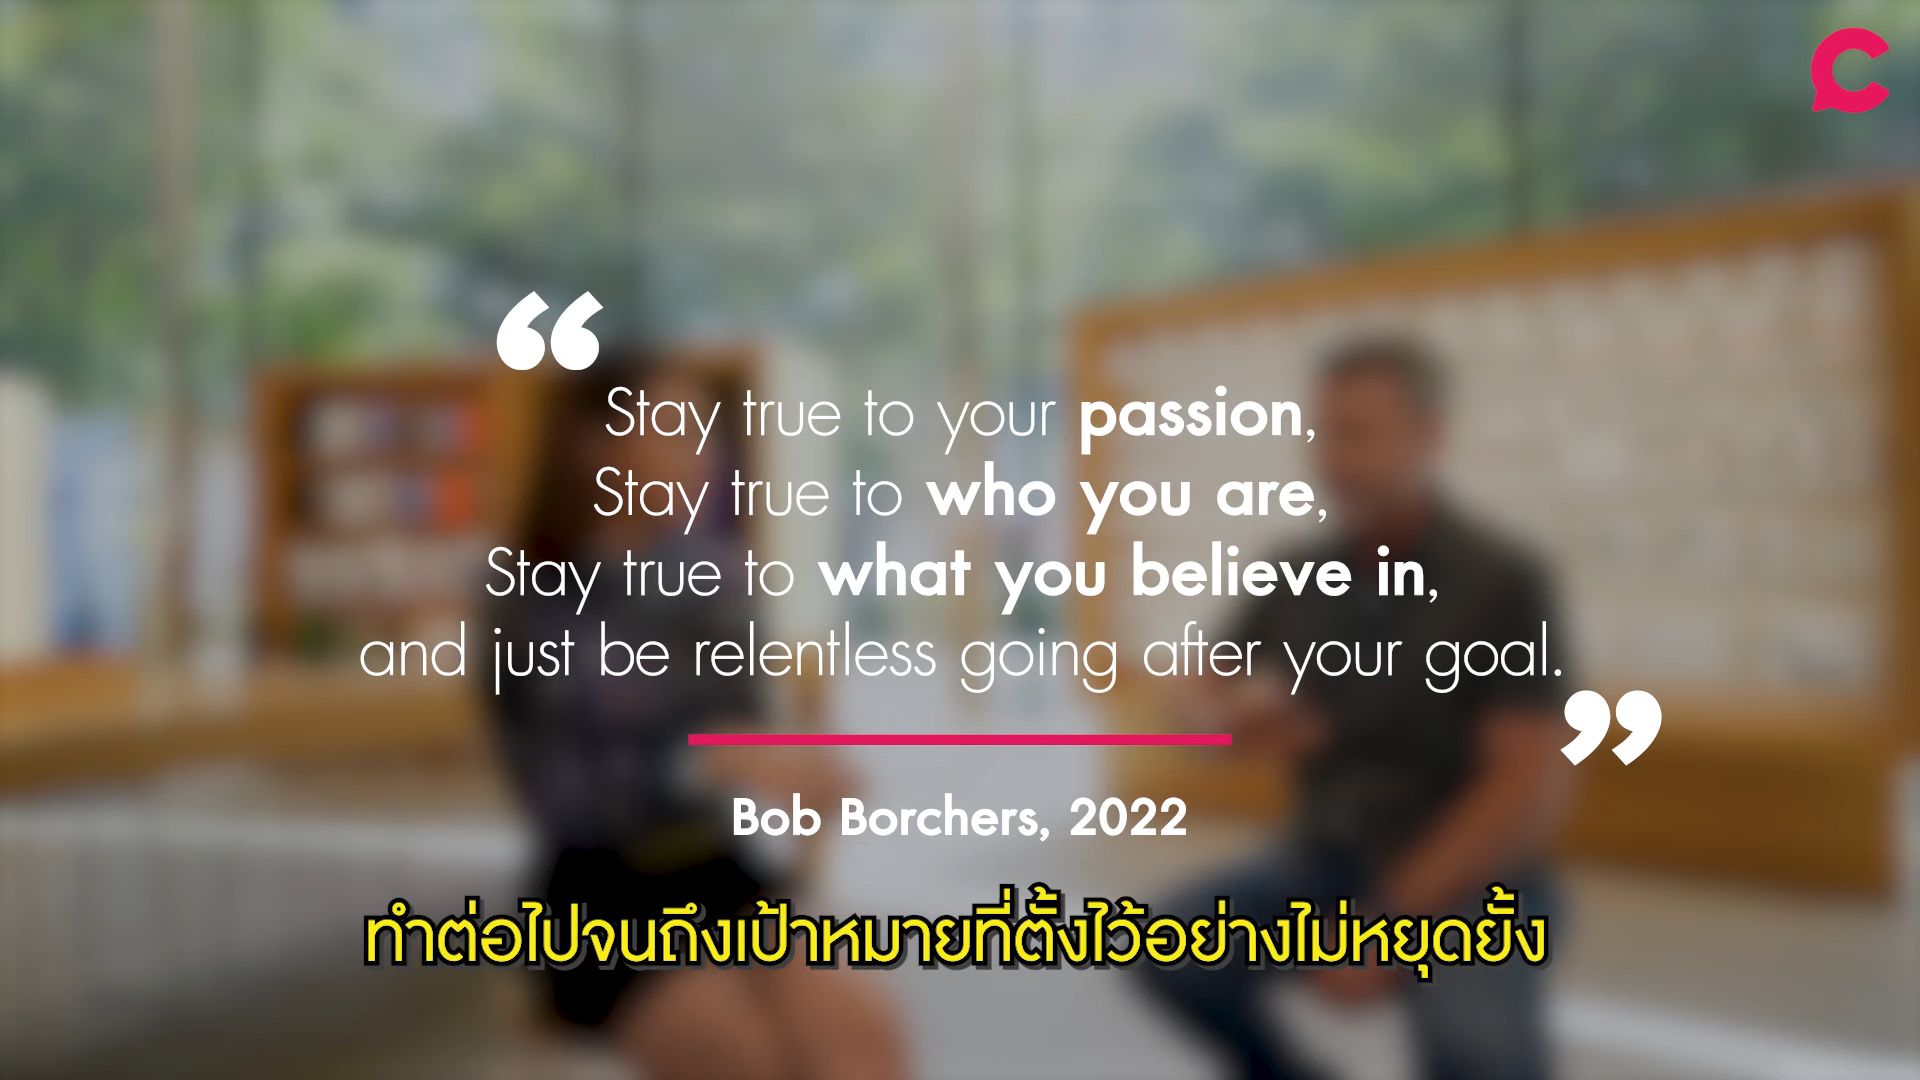 “
Stay true to your passion,
Stay true to who you are,
Stay true to what you believe in,
and just be relentless going after your goal.
”
Bob Borchers, 2022
ทำต่อไปจนถึงเป้าหมายที่ตั้งไว้อย่างไม่หยุดยั้ง